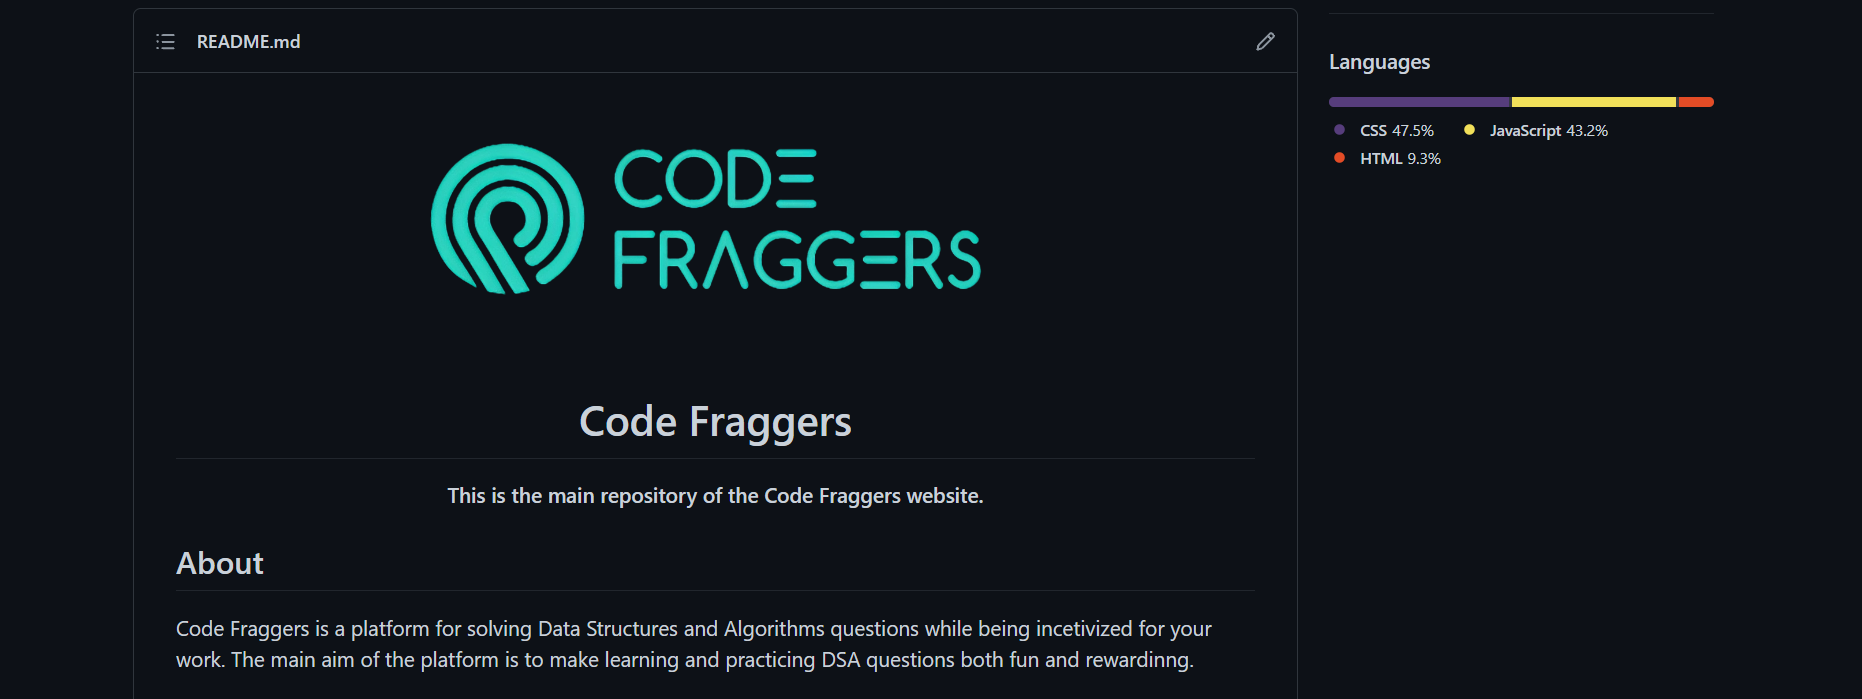 README.md
CODE
FRAGGERS
Code Fraggers
This is the main repository of the Code Fraggers website.
About
Code Fraggers is a platform for solving Data Structures and Algorithms questions while being incetivized for your
work. The main aim of the platform is to make learning and practicing DSA questions both fun and rewardinng.
Languages
CSS 47.5% JavaScript 43.2%
HTML 9.3%